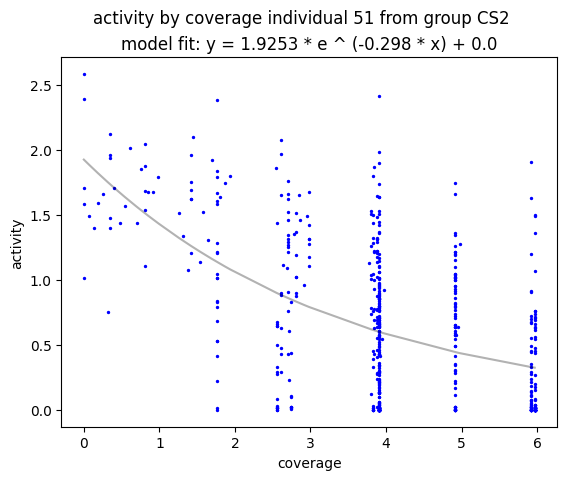 activity by coverage individual 51 from group CS2
model fit: y = 1.9253 * e ^ (-0.298 * x) + 0.0
2.5
2.0
1.5
1.0
0.5
0.0
activity
0 1 2 3 4 5 6
coverage